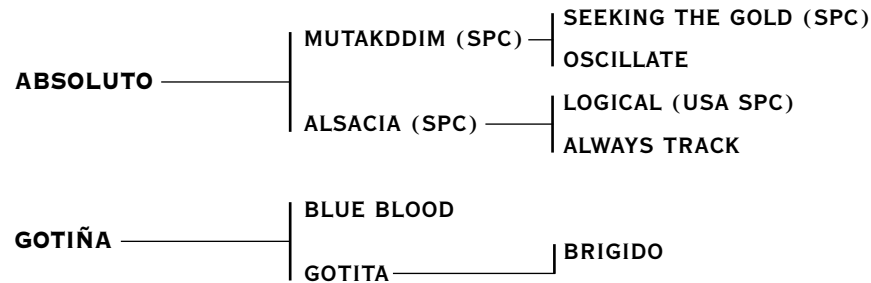 SEEKING THE GOLD (SPC)
MUTAKDDIM (SPC)
OSCILLATE
ABSOLUTO
LOGICAL (USA SPC)
ALSACIA (SPC)
ALWAYS TRACK
BLUE BLOOD
GOTIÑA
BRIGIDO
GOTITA